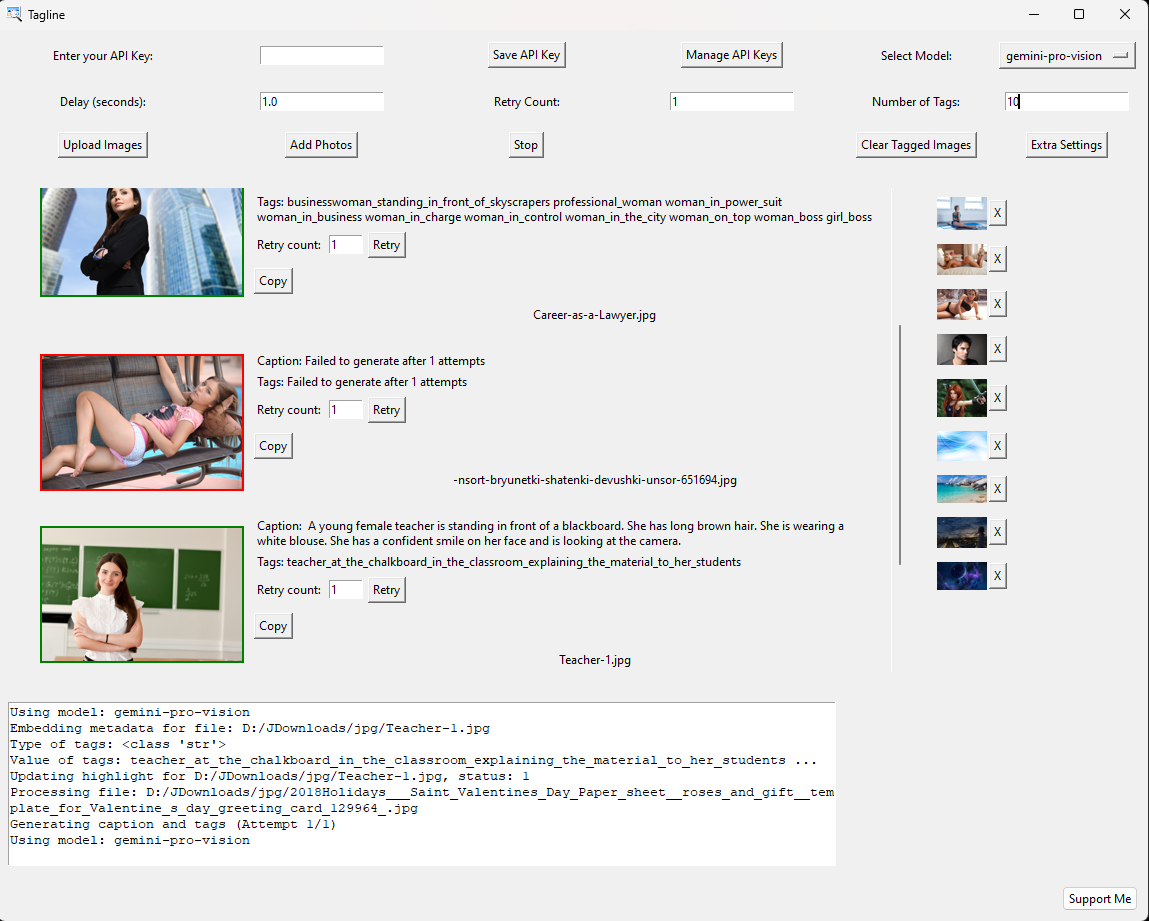 Tagline
Enter your API Key:
Save API Key
Manage API Keys
Select Model:
gemini-pro-vision
Delay (seconds):
1.0
Retry Count:
1
Number of Tags:
10
Upload Images
Add Photos
Stop
Clear Tagged Images
Extra Settings
Tags: businesswoman_standing_in_front_of_skyscrapers professional_woman woman_in_power_suit
woman_in_business woman_in_charge woman_in_control woman_in_the_city woman_on_top woman_boss girl_boss
Retry count:
1
Retry
Copy
Career-as-a-Lawyer.jpg
Caption: Failed to generate after 1 attempts
Tags: Failed to generate after 1 attempts
Retry count:
1
Retry
Copy
-nsort-bryunetki-shatenki-devushki-unsor-651694.jpg
Caption:  A young female teacher is standing in front of a blackboard. She has long brown hair. She is wearing a
white blouse. She has a confident smile on her face and is looking at the camera.
Tags: teacher_at_the_chalkboard_in_the_classroom_explaining_the_material_to_her_students
Retry count:
1
Retry
Copy
Teacher-1.jpg
X
X
X
X
X
X
X
X
X
Using model: gemini-pro-vision
Embedding metadata for file: D:/JDownloads/jpg/Teacher-1.jpg
Type of tags: <class 'str'>
Value of tags: teacher_at_the_chalkboard_in_the_classroom_explaining_the_material_to_her_students ...
Updating highlight for D:/JDownloads/jpg/Teacher-1.jpg, status: 1
Processing file: D:/JDownloads/jpg/2018Holidays___Saint_Valentines_Day_Paper_sheet__roses_and_gift__tem
plate_for_Valentine_s_day_greeting_card_129964_.jpg
Generating caption and tags (Attempt 1/1)
Using model: gemini-pro-vision
Support Me